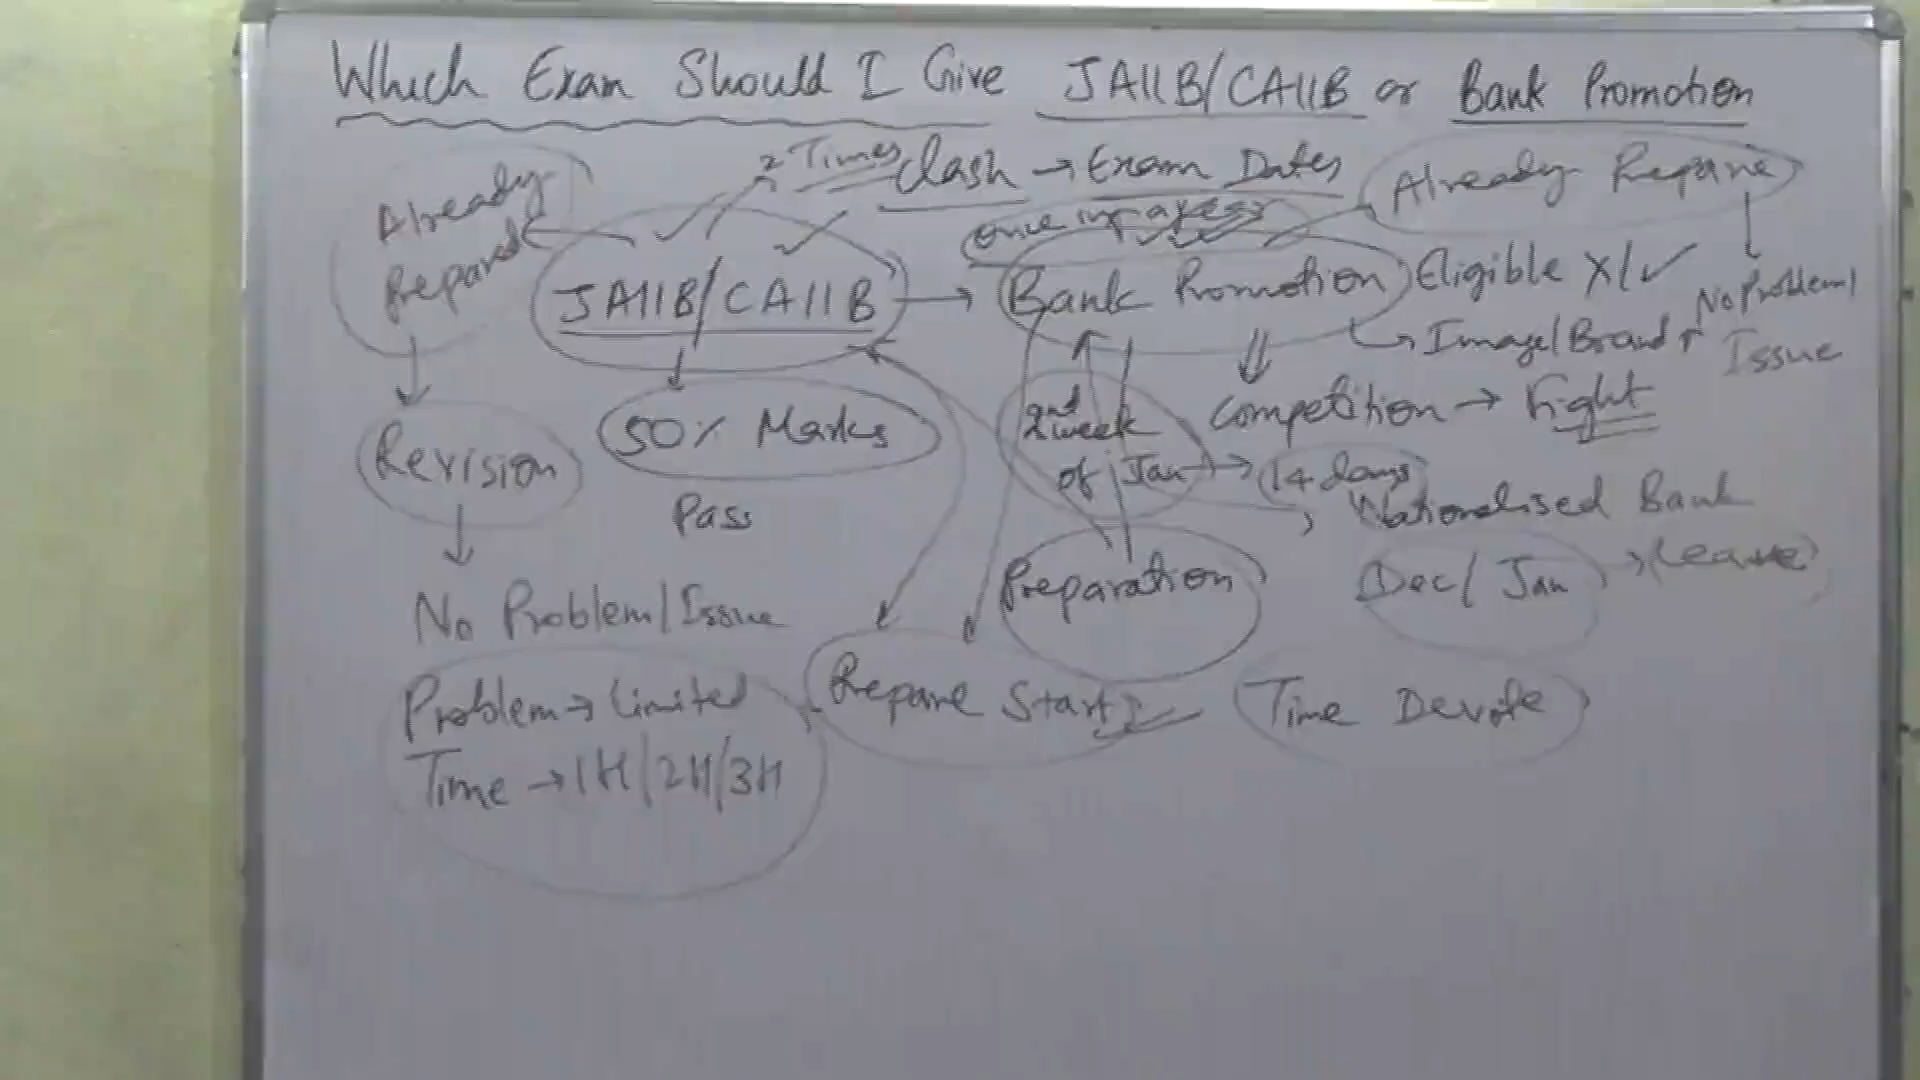 Which Exam Should I Give JAIIB/CAIIB or Bank Promotion
2 Times Clash → Exam Dates
Already Prepare
Already
Prepared
Once in a year
JAIIB/CAIIB → Bank Promotion Eligible X/✓
No Problem/
Issue
Image/Brand ↑
50% Marks
2nd week
of Jan → 14 days
Competition → Fight
Revision
Pass
Nationalised Bank
Preparation
Dec/Jan → Leave
No Problem/Issue
Problem → Limited
Time → 1H/2H/3H
Prepare Start
Time Devote